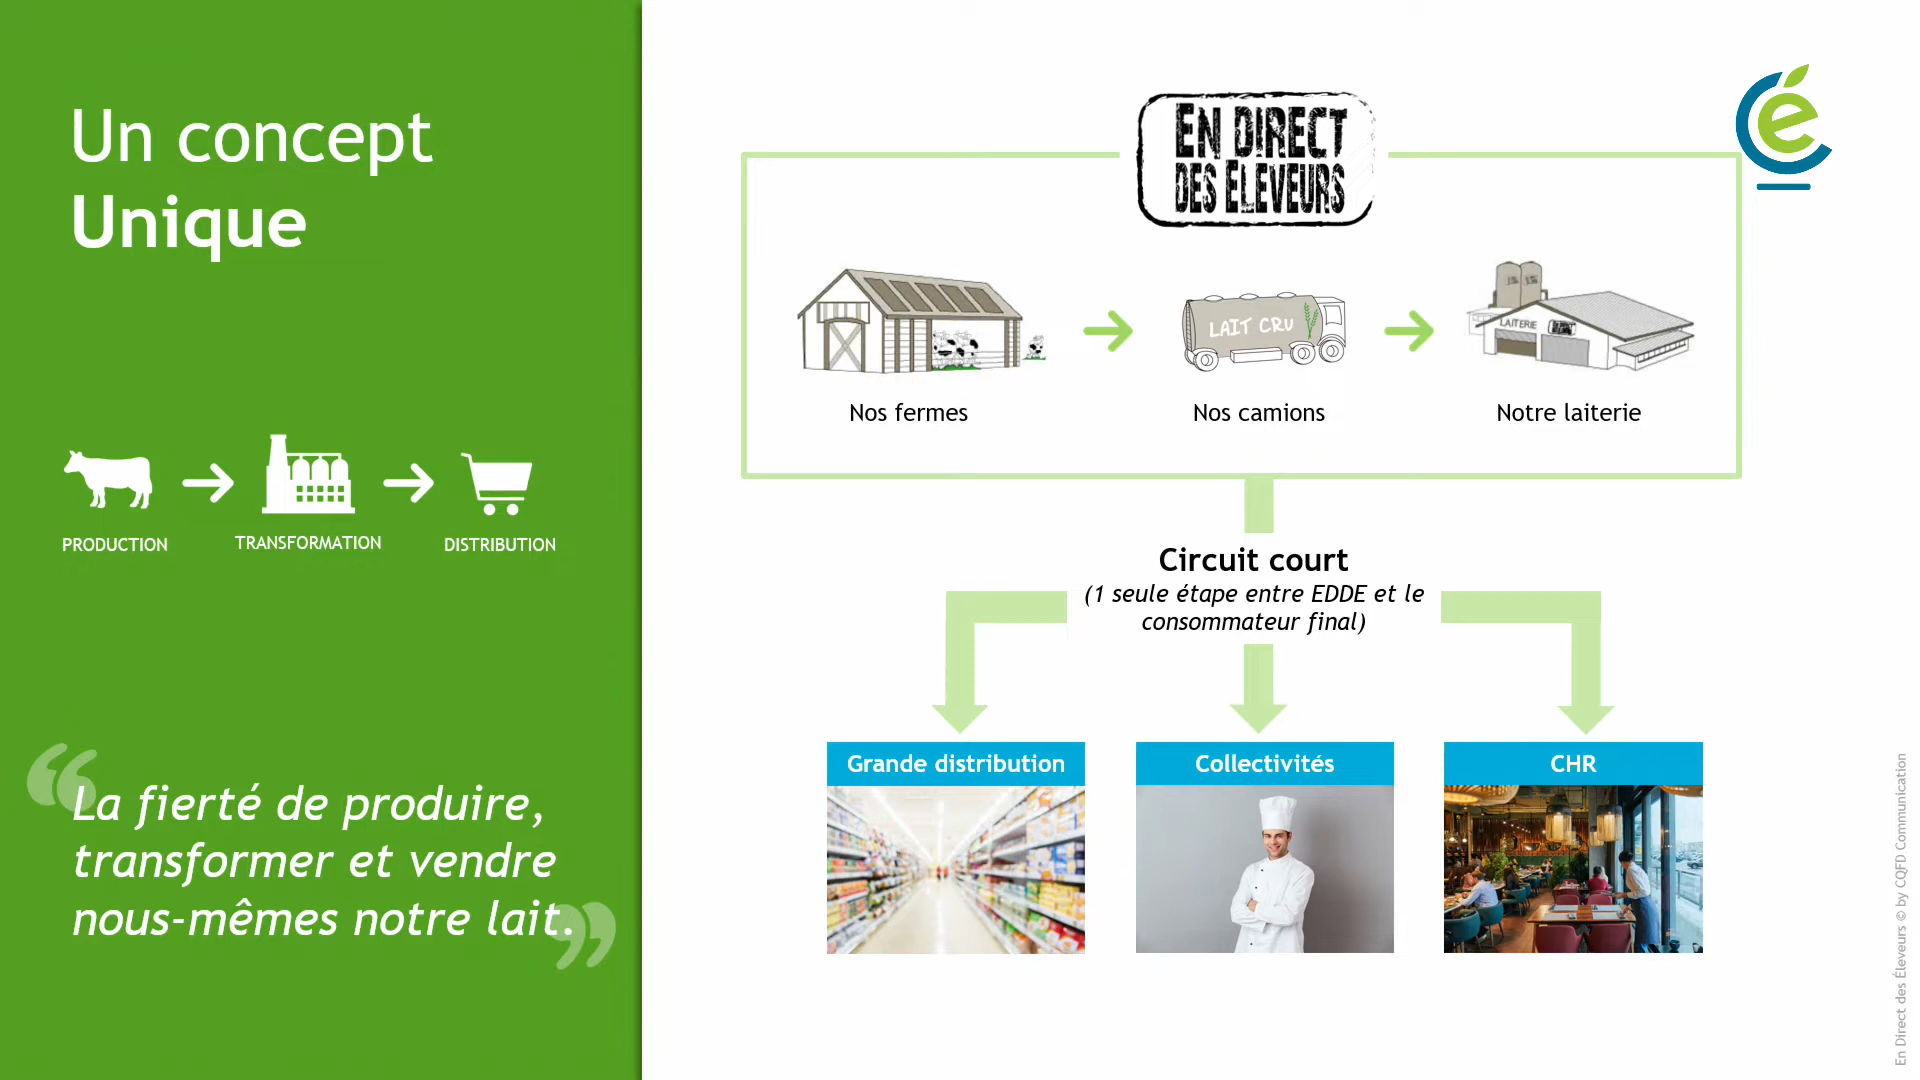 Un concept
Unique
PRODUCTION
TRANSFORMATION
DISTRIBUTION
La fierté de produire,
transformer et vendre
nous-mêmes notre lait.
EN DIRECT
DES ÉLEVEURS
LAIT CRU
LAITERIE
Nos fermes
Nos camions
Notre laiterie
Circuit court
(1 seule étape entre EDDE et le
consommateur final)
Grande distribution
Collectivités
CHR
En Direct des Éleveurs © by CQFD Communication